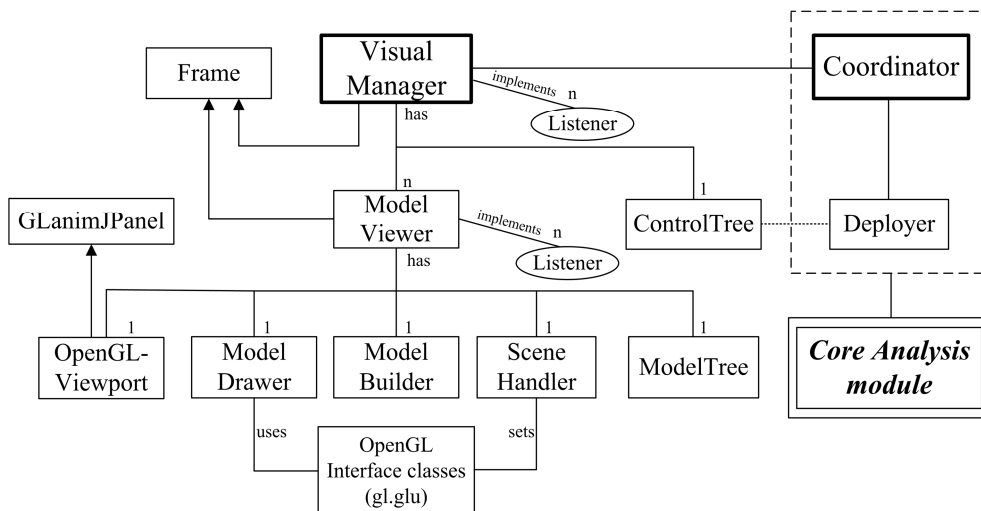 Visual
Manager
Frame
Coordinator
implements
n
Listener
has
n
1
Model
Viewer
implements
n
Listener
GLanimJPanel
ControlTree
Deployer
has
1
1
1
1
1
OpenGL-
Viewport
Model
Drawer
Model
Builder
Scene
Handler
ModelTree
Core Analysis
module
uses
sets
OpenGL
Interface classes
(gl.glu)